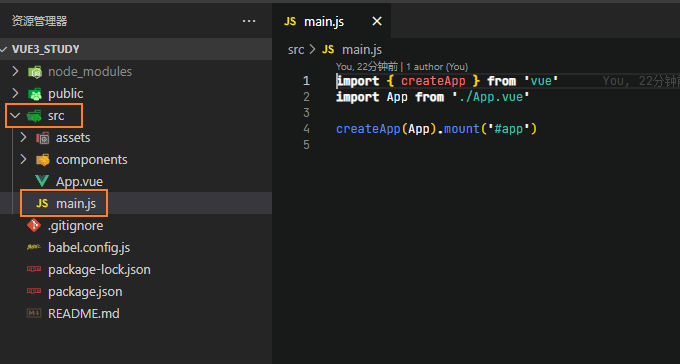 资源管理器
VUE3_STUDY
node_modules
public
src
assets
components
App.vue
JS main.js
.gitignore
babel.config.js
package-lock.json
package.json
README.md
JS main.js
src > JS main.js
You, 22分钟前 | 1 author (You)
1 import { createApp } from 'vue' You, 22分钟前
2 import App from './App.vue'
3
4 createApp(App).mount('#app')
5